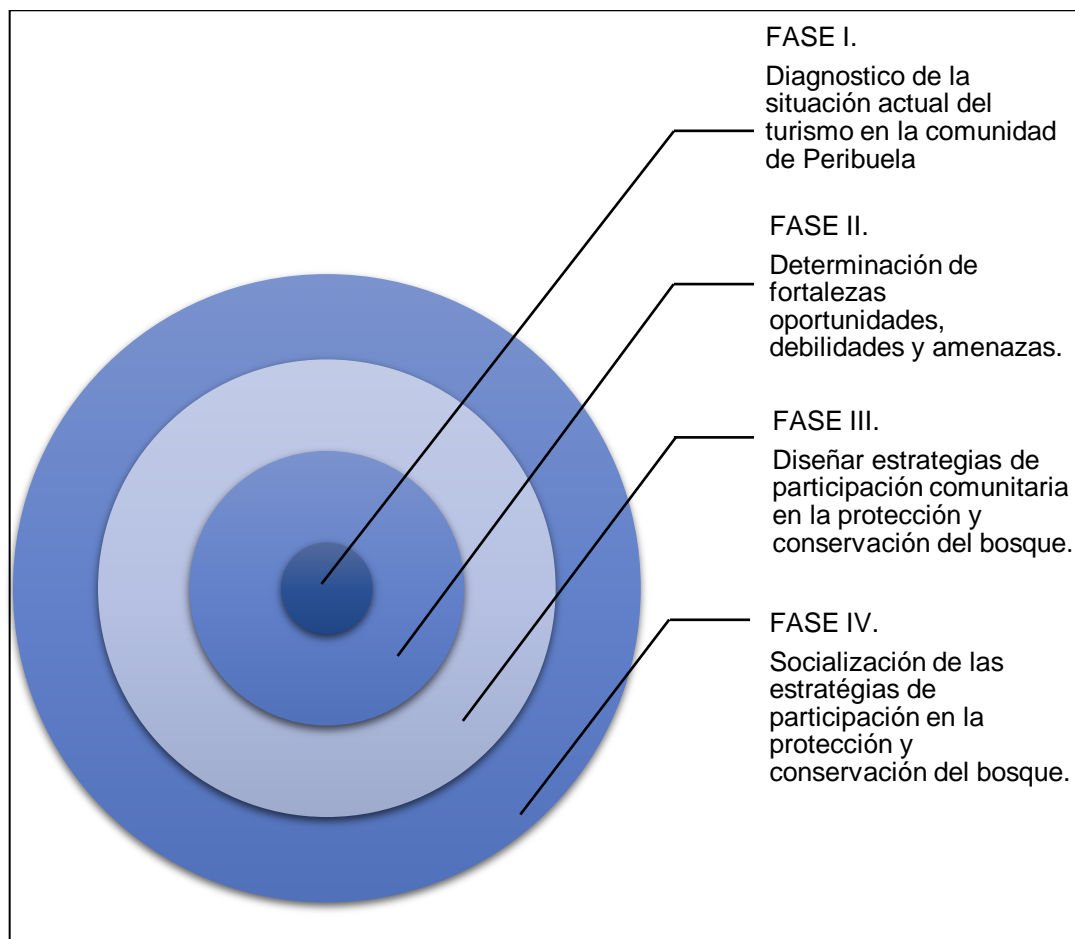 FASE I.
Diagnostico de la
situación actual del
turismo en la comunidad
de Peribuela
FASE II.
Determinación de
fortalezas
oportunidades,
debilidades y amenazas.
FASE III.
Diseñar estrategias de
participación comunitaria
en la protección y
conservación del bosque.
FASE IV.
Socialización de las
estratégias de
participación en la
protección y
conservación del bosque.